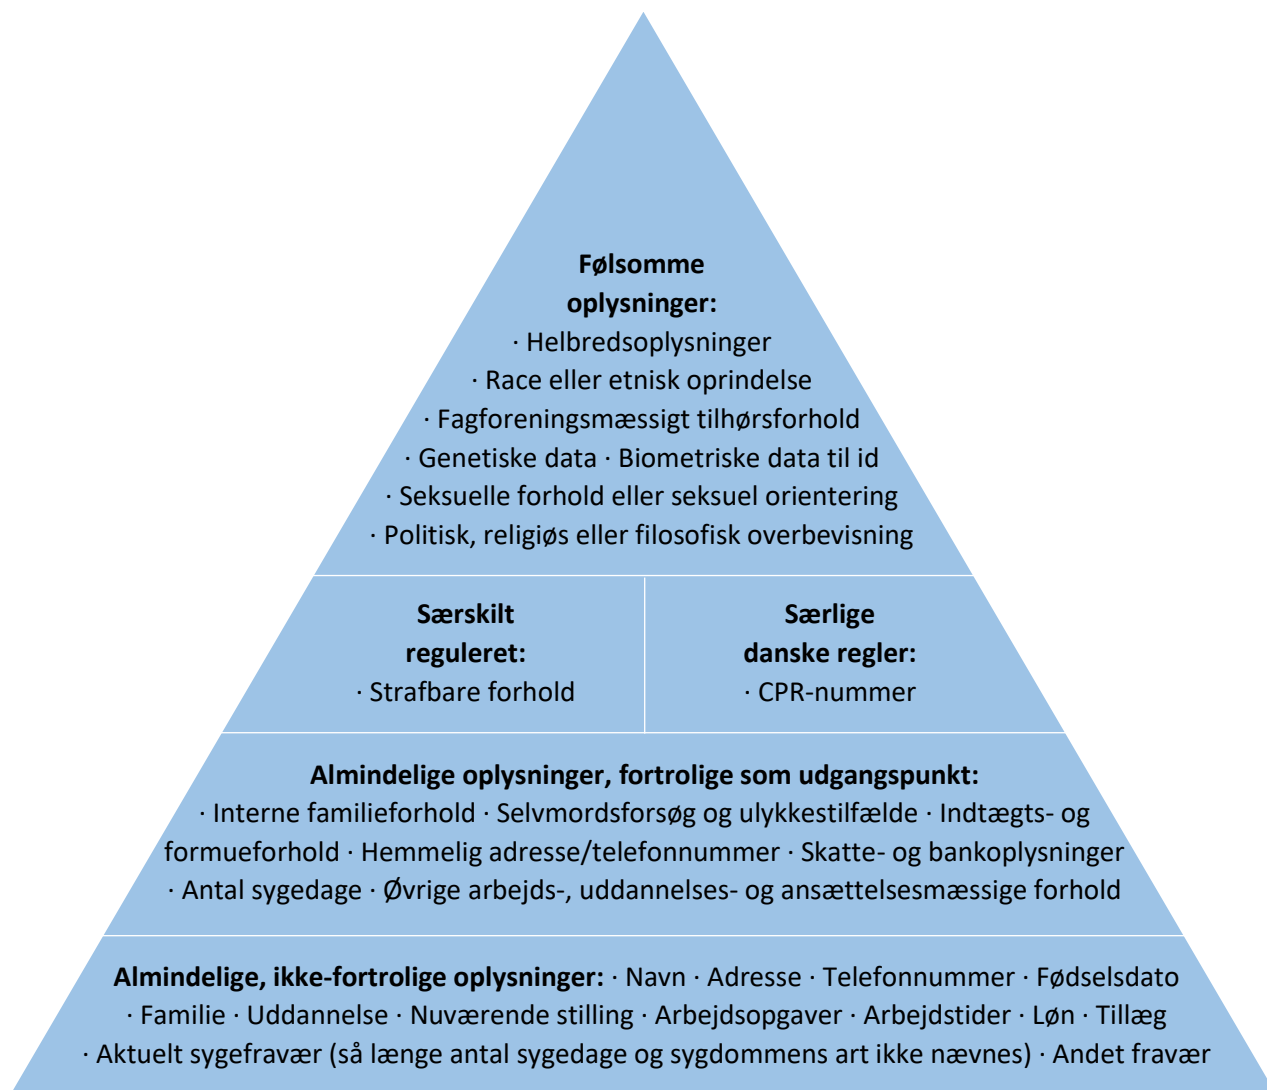 Følsomme
oplysninger:
· Helbredsoplysninger
· Race eller etnisk oprindelse
· Fagforeningsmæssigt tilhørsforhold
· Genetiske data · Biometriske data til id
· Seksuelle forhold eller seksuel orientering
· Politisk, religiøs eller filosofisk overbevisning
Særskilt
reguleret:
· Strafbare forhold
Særlige
danske regler:
· CPR-nummer
Almindelige oplysninger, fortrolige som udgangspunkt:
· Interne familieforhold · Selvmordsforsøg og ulykkestilfælde · Indtægts- og
formueforhold · Hemmelig adresse/telefonnummer · Skatte- og bankoplysninger
· Antal sygedage · Øvrige arbejds-, uddannelses- og ansættelsesmæssige forhold
Almindelige, ikke-fortrolige oplysninger: · Navn · Adresse · Telefonnummer · Fødselsdato
· Familie · Uddannelse · Nuværende stilling · Arbejdsopgaver · Arbejdstider · Løn · Tillæg
· Aktuelt sygefravær (så længe antal sygedage og sygdommens art ikke nævnes) · Andet fravær